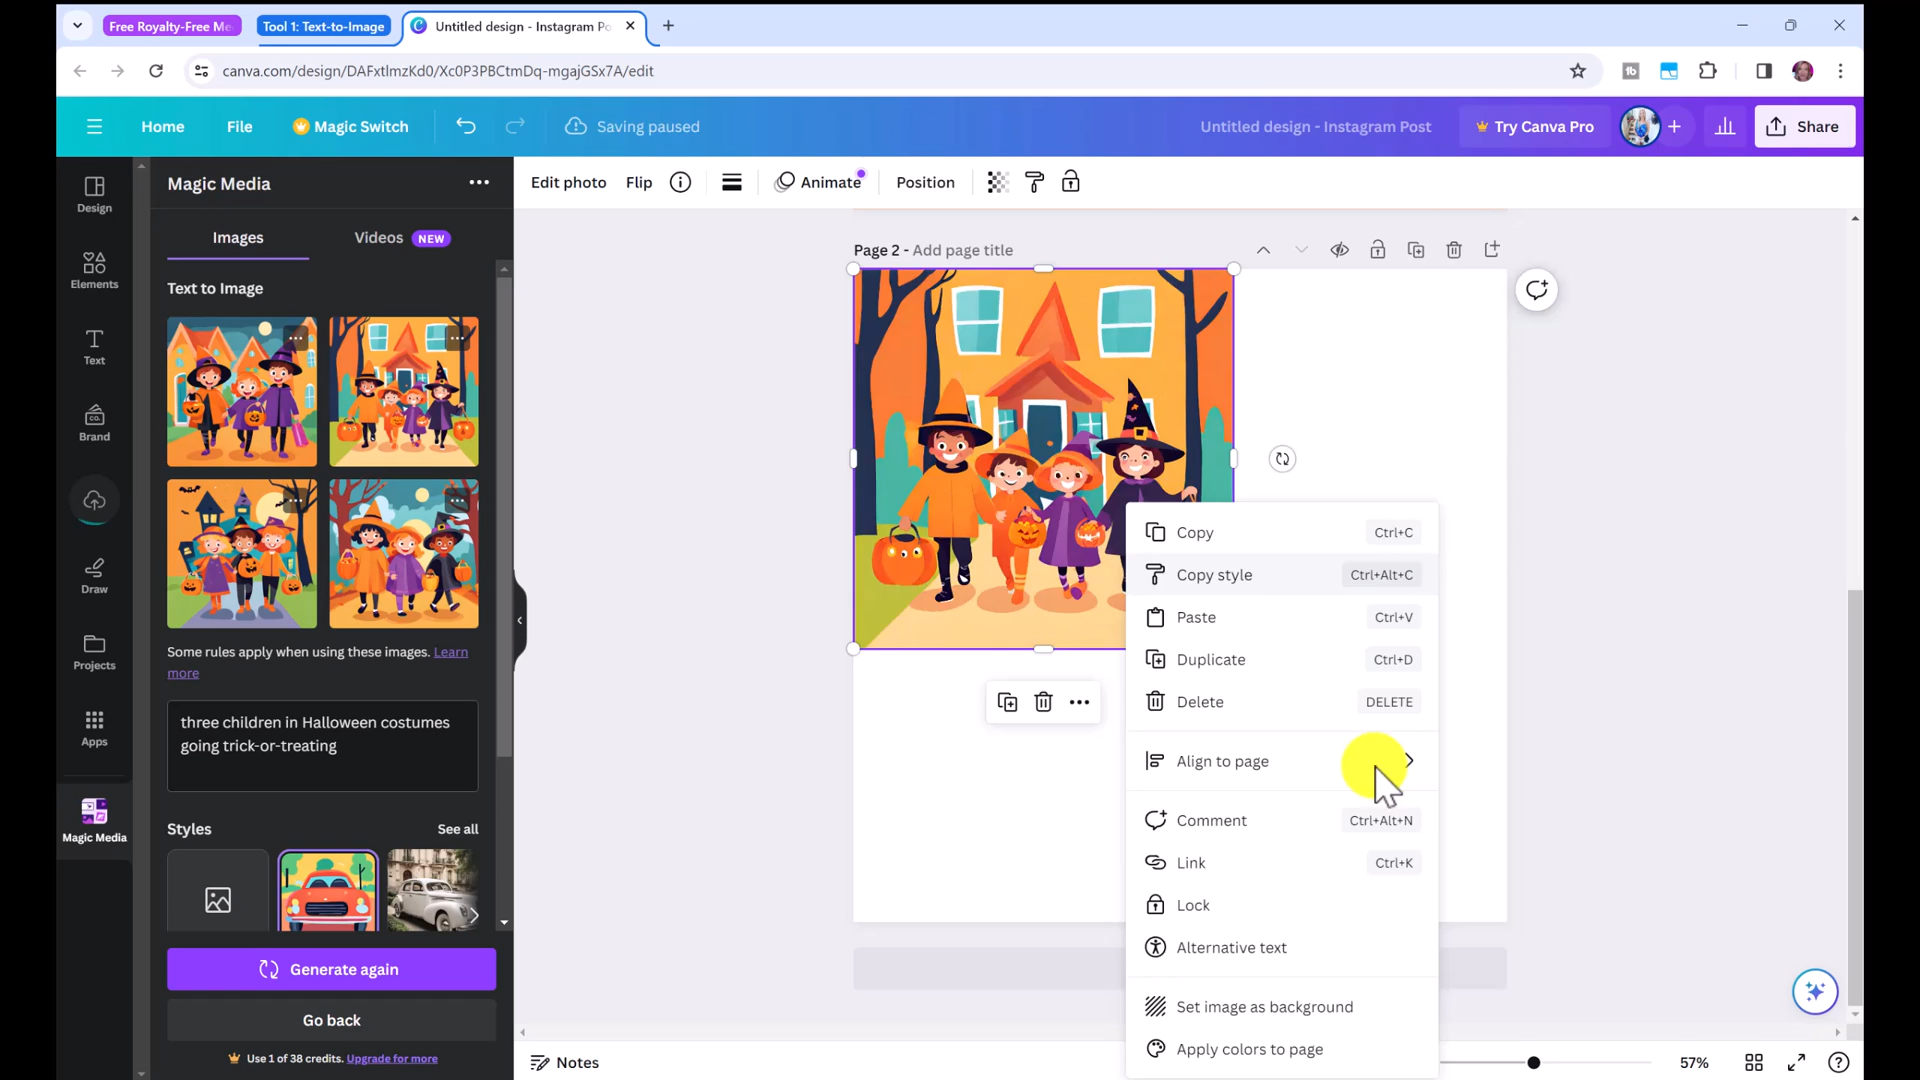 Free Royalty-Free Me
Tool 1: Text-to-Image
Untitled design - Instagram Po
canva.com/design/DAFxtlmzKd0/Xc0P3PBCtmDq-mgajGSx7A/edit
Home
File
Magic Switch
Saving paused
Untitled design - Instagram Post
Try Canva Pro
Share
Design
Elements
Text
Brand
Draw
Projects
Apps
Magic Media
Magic Media
Images
Videos NEW
Text to Image
Some rules apply when using these images. Learn
more
three children in Halloween costumes
going trick-or-treating
Styles
See all
Generate again
Go back
Use 1 of 38 credits. Upgrade for more
Edit photo
Flip
Animate
Position
Page 2 - Add page title
Copy Ctrl+C
Copy style Ctrl+Alt+C
Paste Ctrl+V
Duplicate Ctrl+D
Delete DELETE
Align to page
Comment Ctrl+Alt+N
Link Ctrl+K
Lock
Alternative text
Set image as background
Apply colors to page
Notes
57%